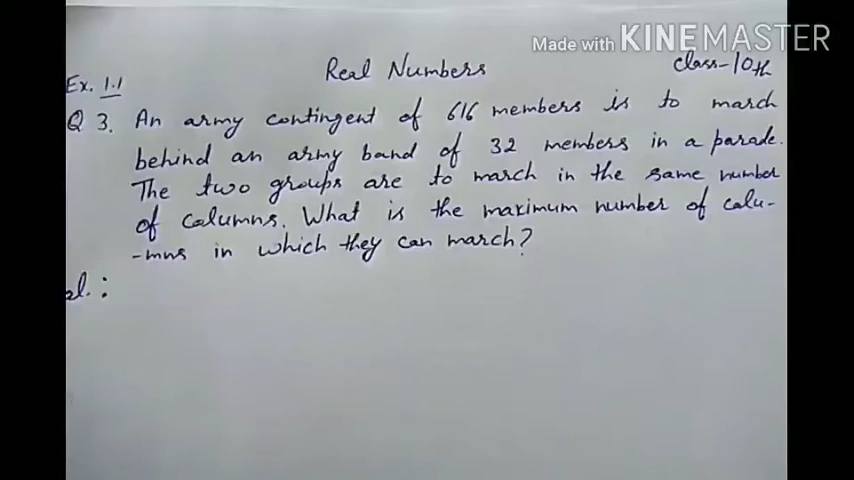 Made with KINEMASTER
Real Numbers
class-10th
Ex. 1.1
Q 3. An army contingent of 616 members is to march
behind an army band of 32 members in a parade.
The two groups are to march in the same number
of columns. What is the maximum number of colu-
-mns in which they can march?
ol. :